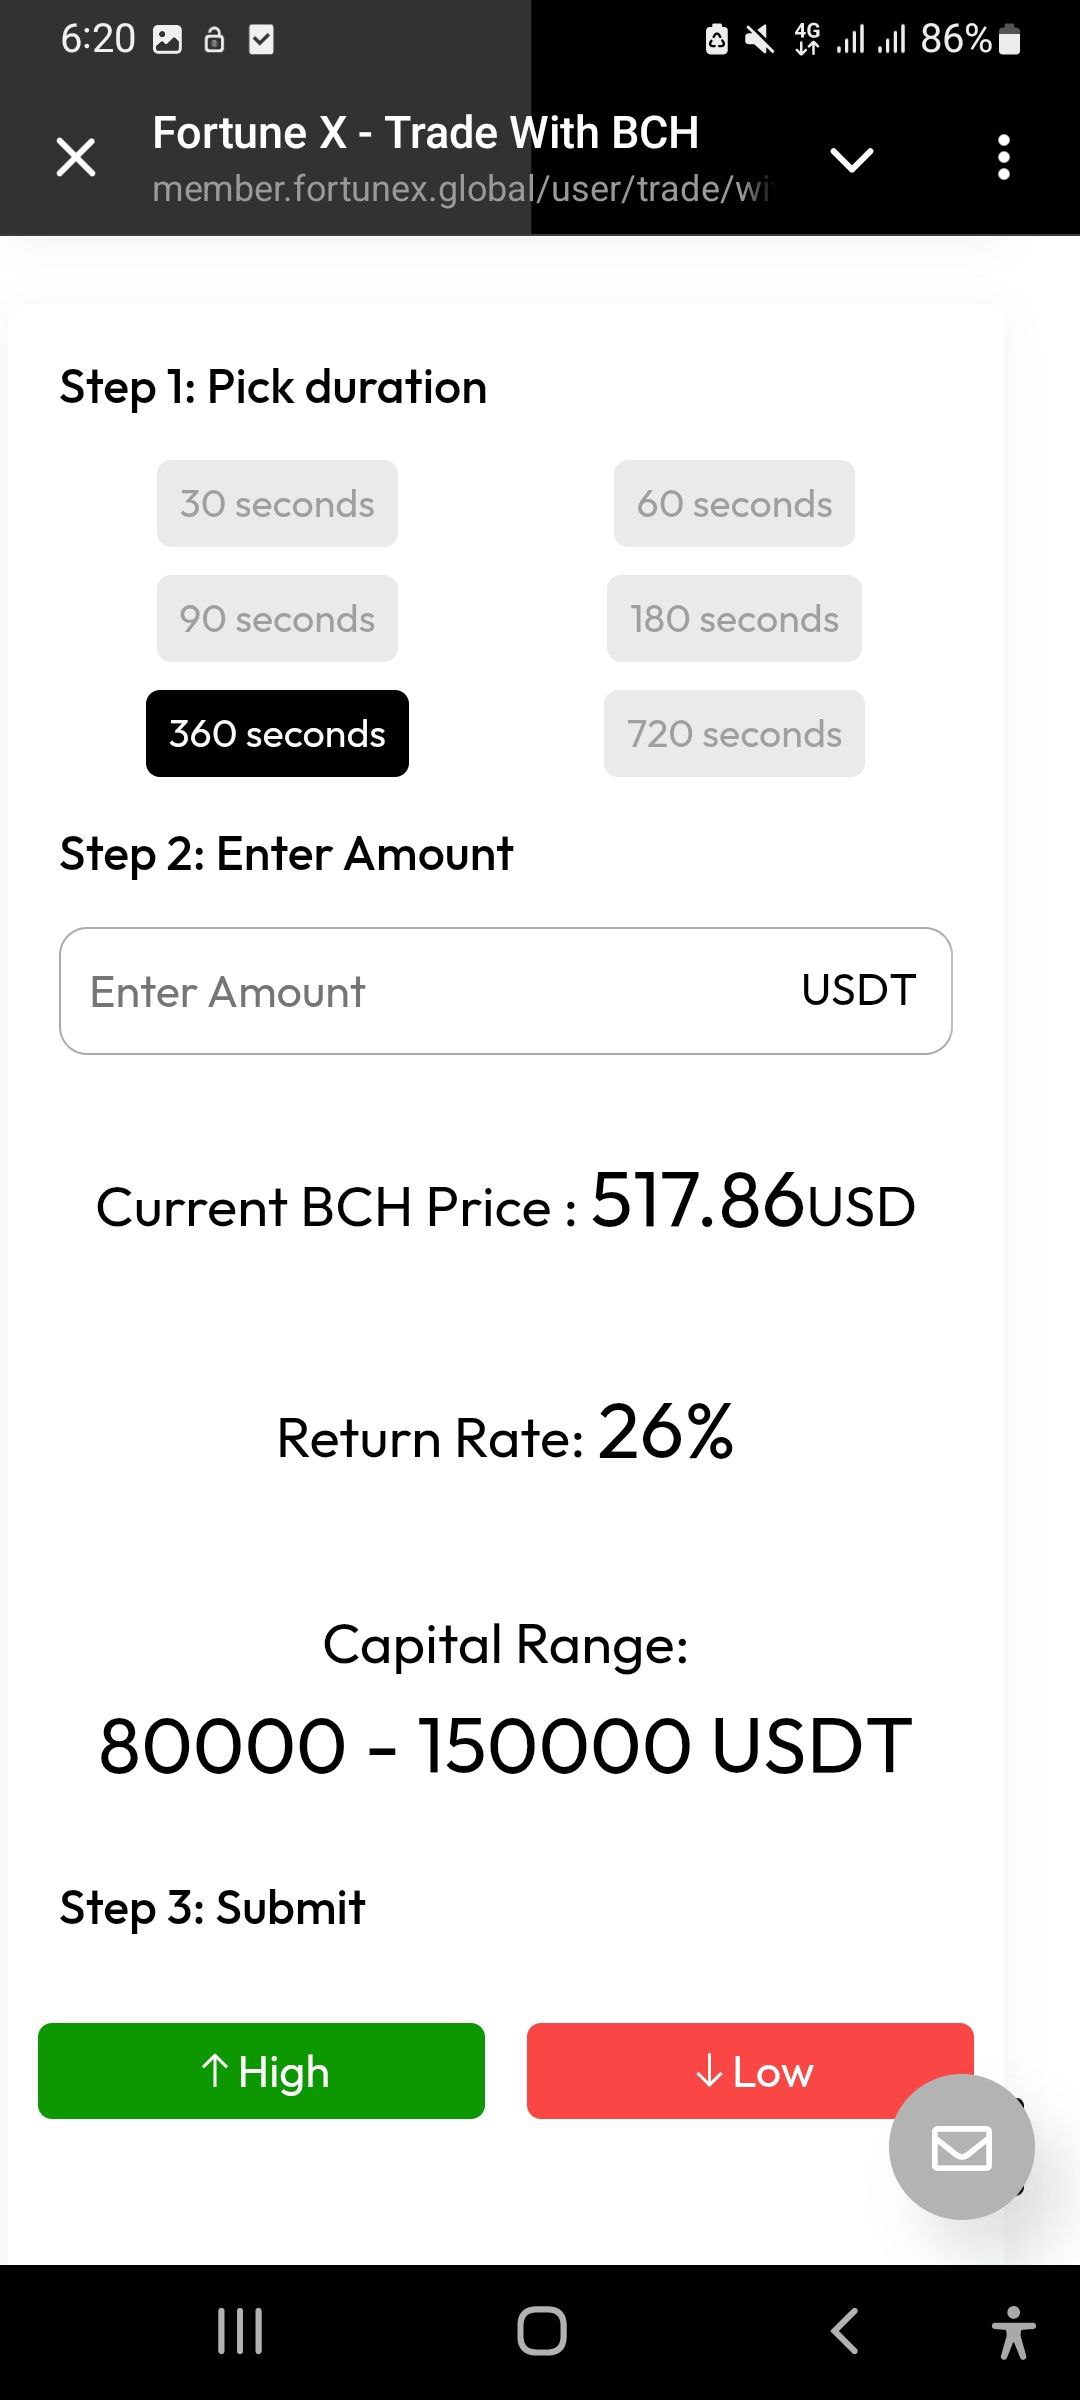 6:20 4G 86%
Fortune X - Trade With BCH
member.fortunex.global/user/trade/wi
Step 1: Pick duration
30 seconds 60 seconds
90 seconds 180 seconds
360 seconds 720 seconds
Step 2: Enter Amount
Enter Amount USDT
Current BCH Price : 517.86USD
Return Rate: 26%
Capital Range:
80000 - 150000 USDT
Step 3: Submit
↑ High ↓ Low